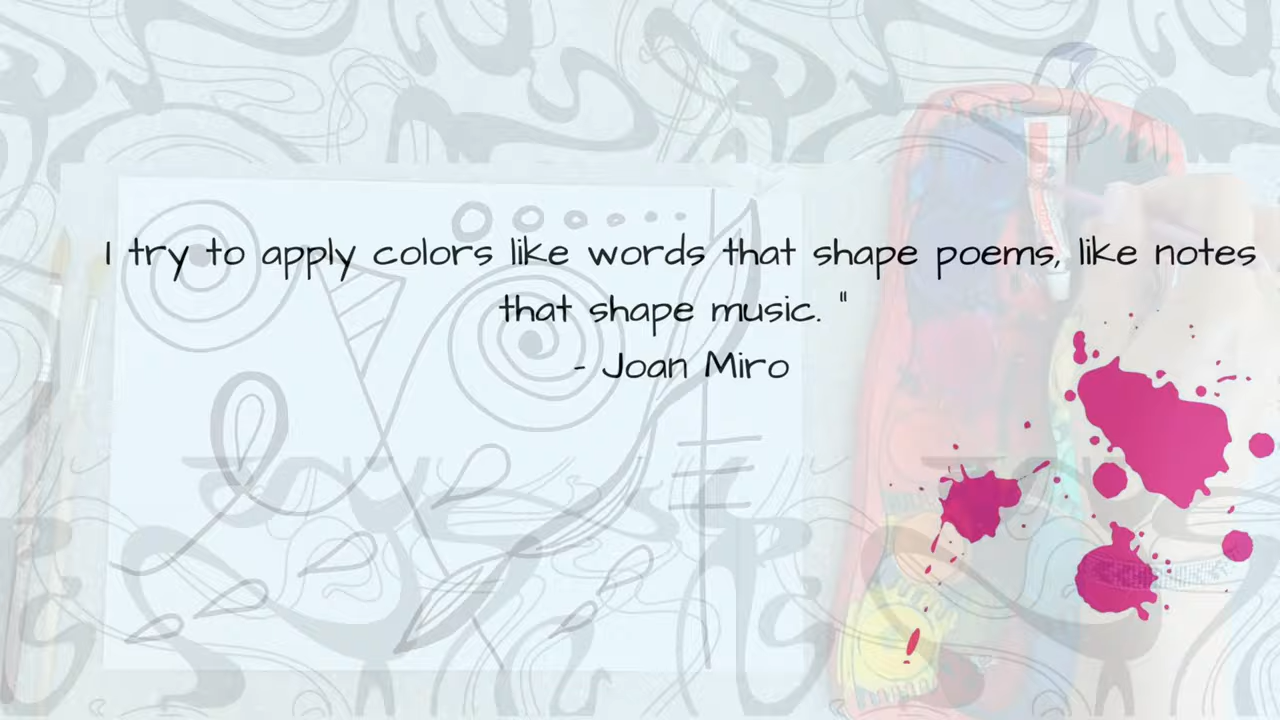 I try to apply colors like words that shape poems, like notes
that shape music. "
- Joan Miro